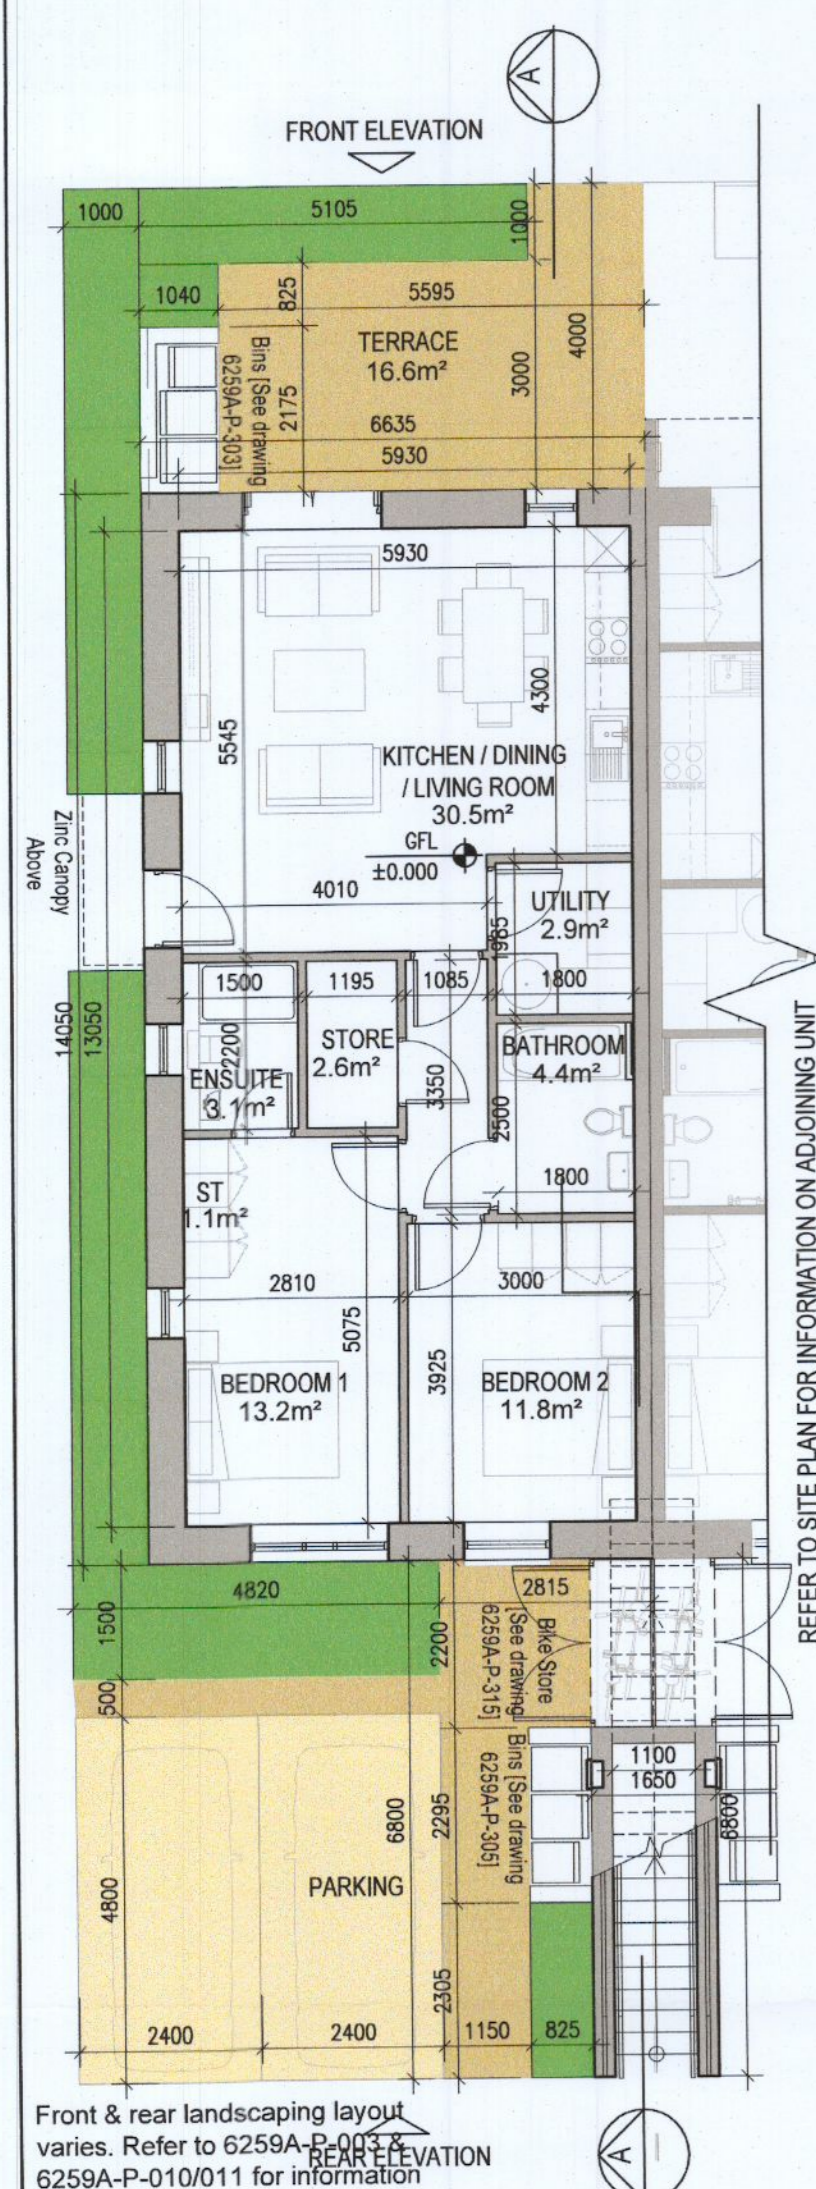 A
FRONT ELEVATION
1000
5105
1000
1040
825
5595
4000
TERRACE
16.6m²
3000
Bins [See drawing
6259A-P-303]
2175
6635
5930
5930
5545
4300
KITCHEN / DINING
/ LIVING ROOM
30.5m²
GFL
±0.000
Zinc Canopy
Above
4010
UTILITY
2.9m²
1985
1500
1195
1085
1800
14050
13050
2200
ENSUITE
3.1m²
STORE
2.6m²
3350
BATHROOM
4.4m²
2500
1800
ST
1.1m²
2810
3000
5075
3925
BEDROOM 1
13.2m²
BEDROOM 2
11.8m²
REFER TO SITE PLAN FOR INFORMATION ON ADJOINING UNIT
4820
2815
1500
2200
Bike Store
[See drawing
6259A-P-315]
500
Bins [See drawing
6259A-P-305]
1100
1650
6800
2295
6800
4800
PARKING
2305
2400
2400
1150
825
Front & rear landscaping layout
varies. Refer to 6259A-P-003 &
6259A-P-010/011 for information
REAR ELEVATION
A